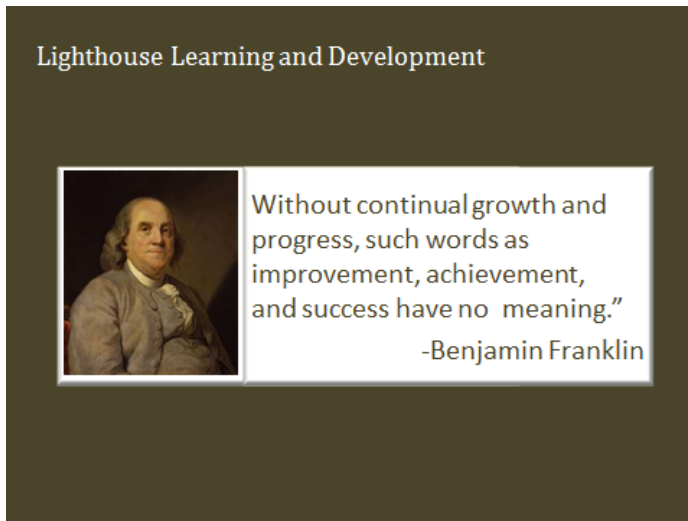 Lighthouse Learning and Development
Without continual growth and
progress, such words as
improvement, achievement,
and success have no meaning.”
-Benjamin Franklin